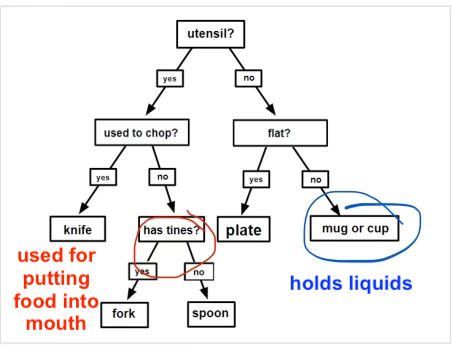 utensil?
yes
no
used to chop?
flat?
yes
no
yes
no
knife
has tines?
plate
mug or cup
used for
putting
food into
mouth
yes
no
holds liquids
fork
spoon